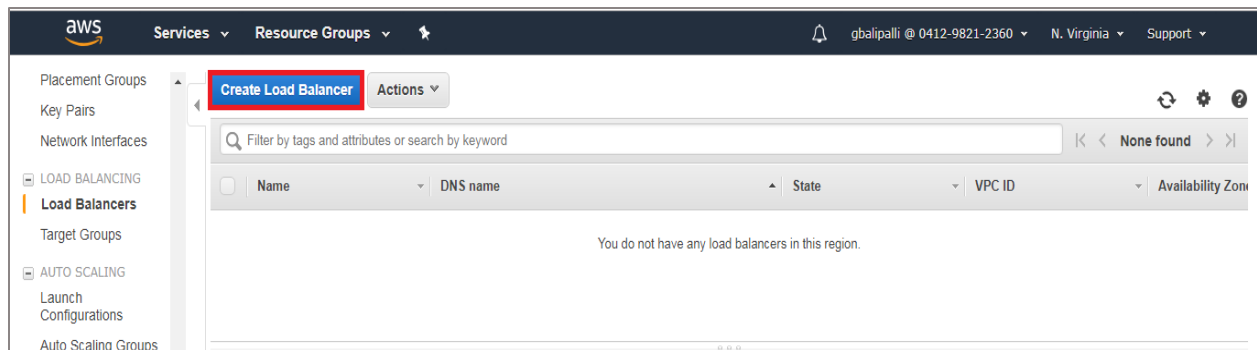 aws Services Resource Groups gbalipalli @ 0412-9821-2360 N. Virginia Support
Placement Groups
Key Pairs
Network Interfaces
LOAD BALANCING
Load Balancers
Target Groups
AUTO SCALING
Launch
Configurations
Auto Scaling Groups
Create Load Balancer Actions
Filter by tags and attributes or search by keyword None found
Name DNS name State VPC ID Availability Zone
You do not have any load balancers in this region.